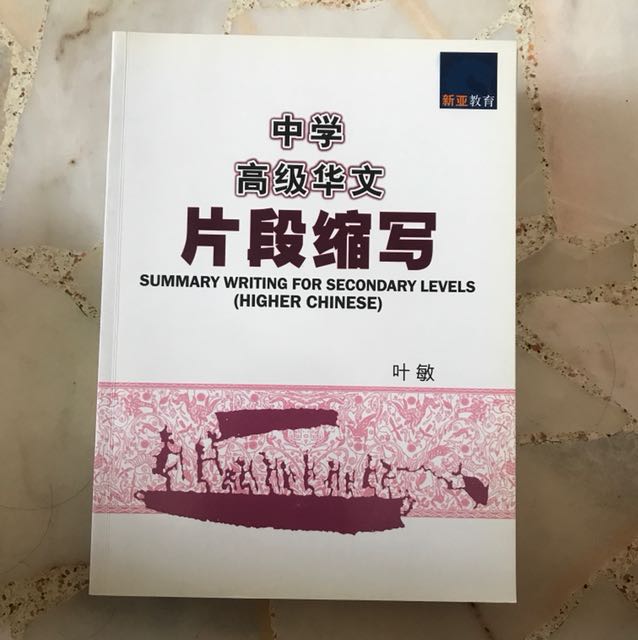 新亚教育
中学
高级华文
片段缩写
SUMMARY WRITING FOR SECONDARY LEVELS
(HIGHER CHINESE)
叶敏